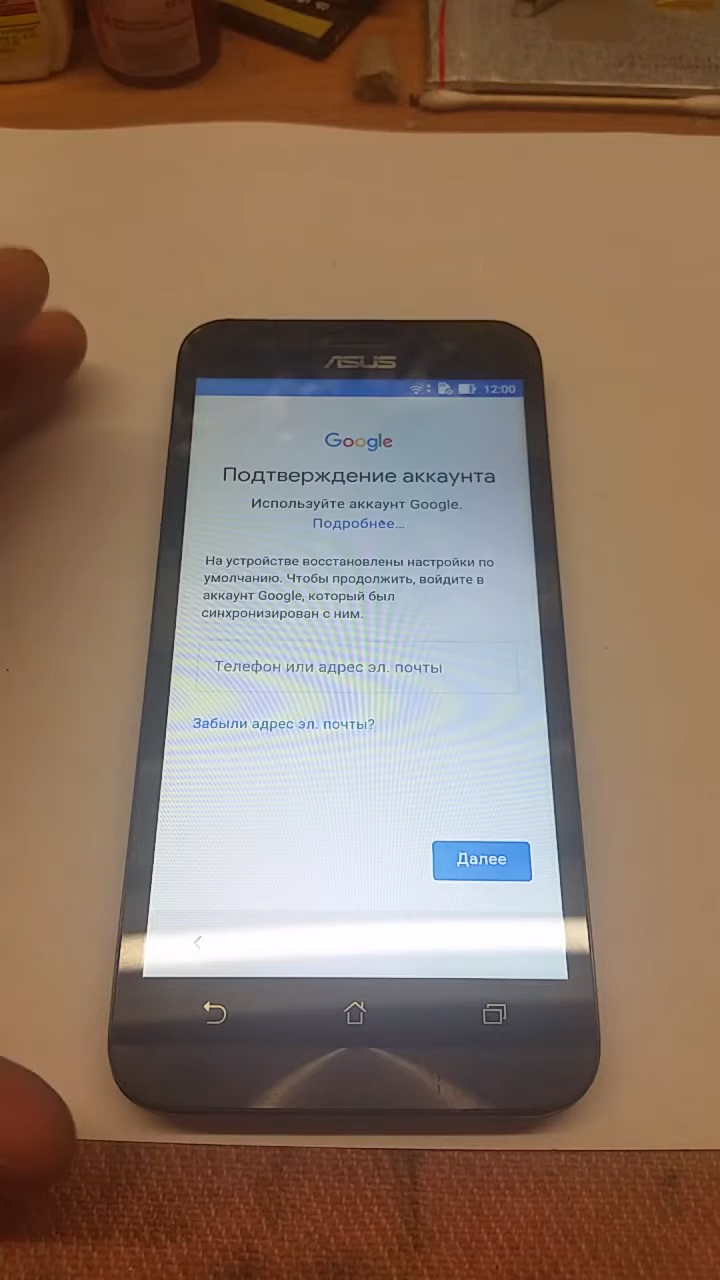 ASUS
12:00
Google
Подтверждение аккаунта
Используйте аккаунт Google.
Подробнее...
На устройстве восстановлены настройки по
умолчанию. Чтобы продолжить, войдите в
аккаунт Google, который был
синхронизирован с ним.
Телефон или адрес эл. почты
Забыли адрес эл. почты?
Далее